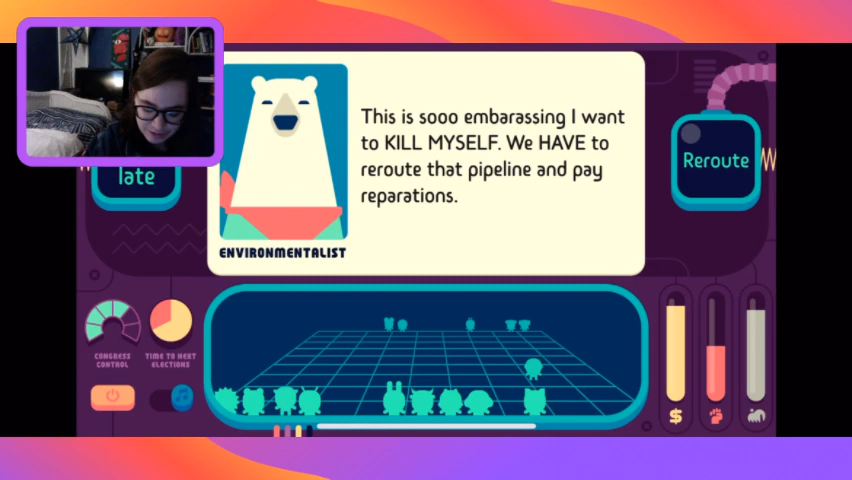 This is sooo embarassing I want
to KILL MYSELF. We HAVE to
reroute that pipeline and pay
reparations.
late
Reroute
ENVIRONMENTALIST
CONGRESS
CONTROL
TIME TO NEXT
ELECTIONS
$